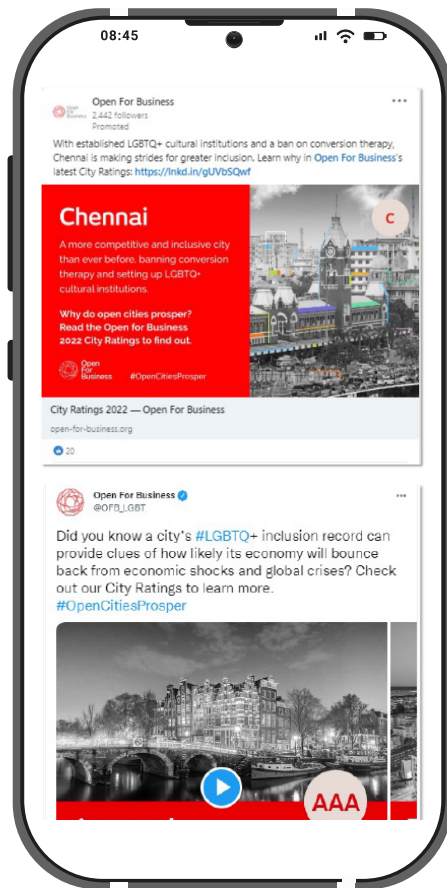 08:45
Open For Business
2,442 followers
Promoted
With established LGBTQ+ cultural institutions and a ban on conversion therapy,
Chennai is making strides for greater inclusion. Learn why in Open For Business's
latest City Ratings: https://lnkd.in/gUVbSQwf
Chennai
C
A more competitive and inclusive city
than ever before, banning conversion
therapy and setting up LGBTQ+
cultural institutions.
Why do open cities prosper?
Read the Open for Business
2022 City Ratings to find out.
Open
For
Business
#OpenCitiesProsper
City Ratings 2022 — Open For Business
open-for-business.org
20
Open For Business
@OFB_LGBT
Did you know a city's #LGBTQ+ inclusion record can
provide clues of how likely its economy will bounce
back from economic shocks and global crises? Check
out our City Ratings to learn more.
#OpenCitiesProsper
AAA